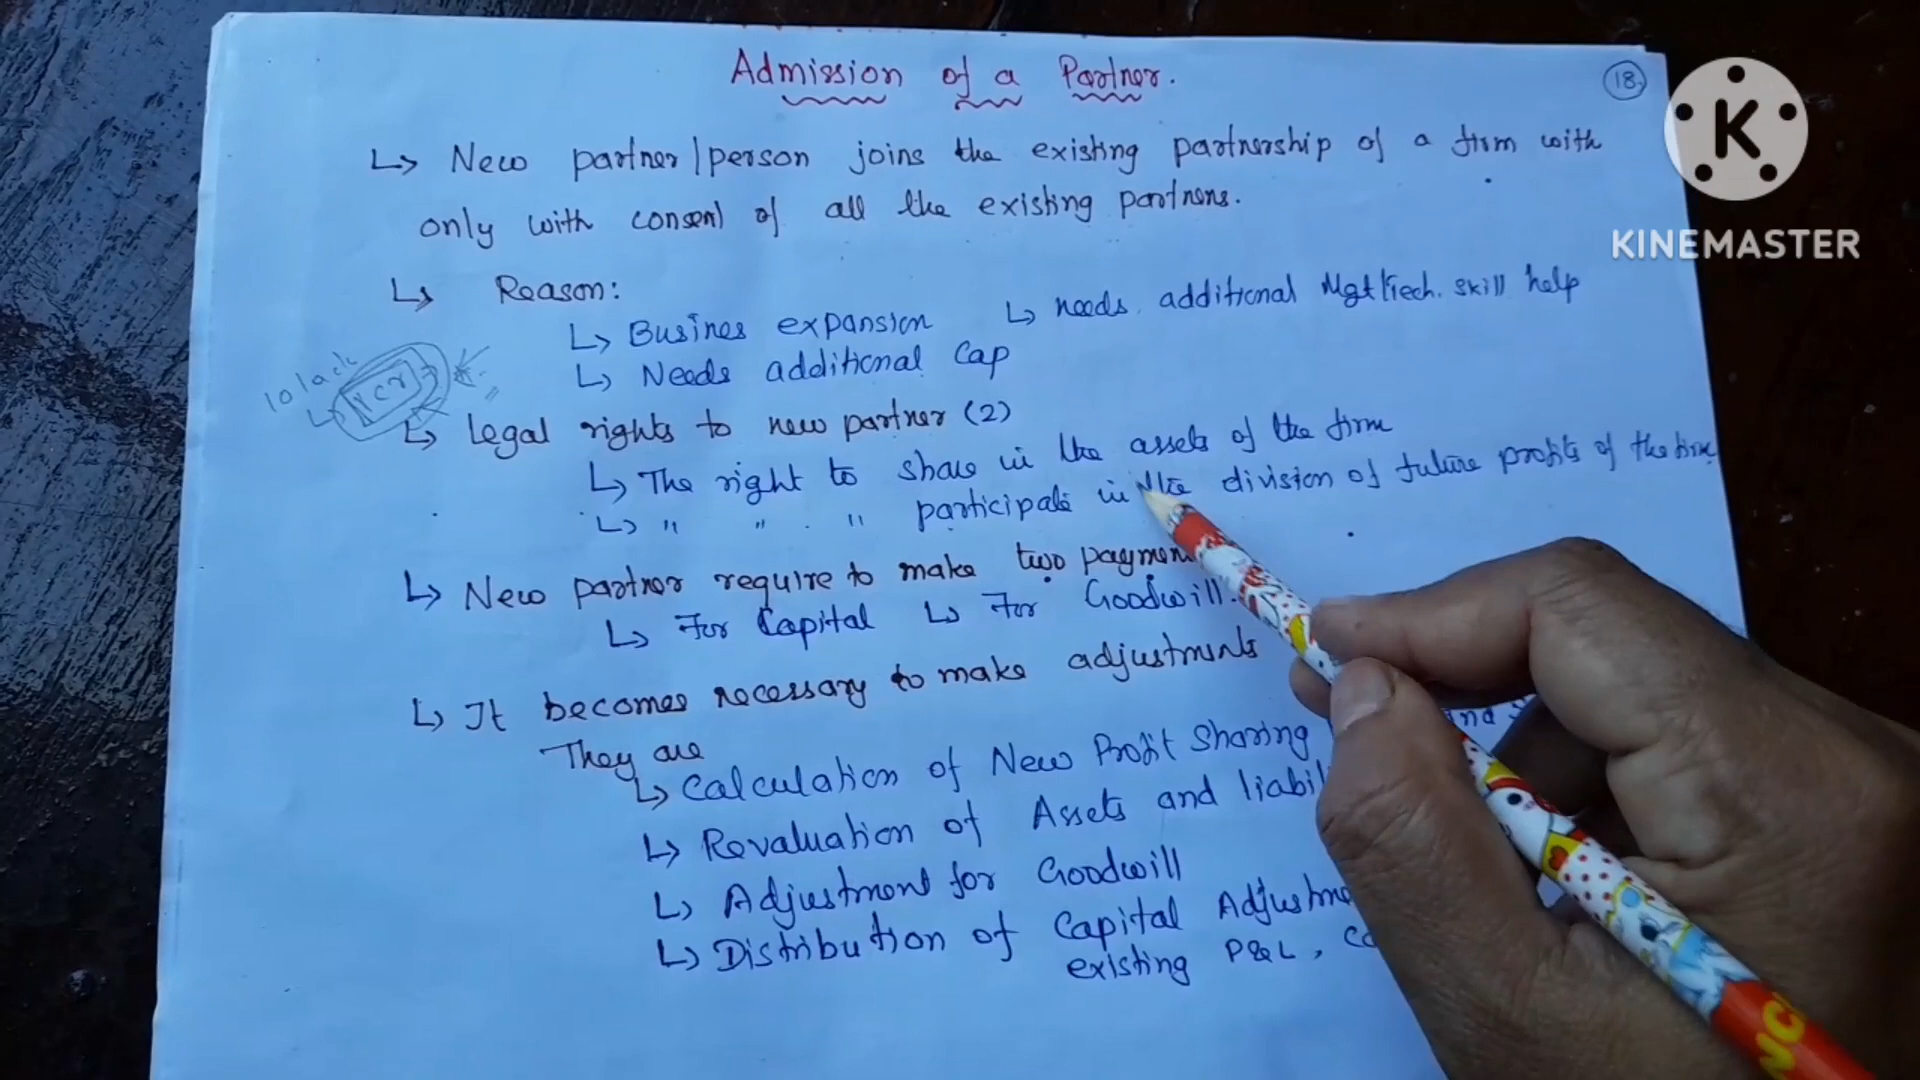 Admission of a Partner.
18.
K
KINEMASTER
↳ New partner/person joins the existing partnership of a firm with
only with consent of all the existing partners.
↳ Reason:
↳ Busines expansion ↳ needs additional Mgt/Tech. skill help
↳ Needs additional Cap
10 lack
1 cr
↳ Legal rights to new partner (2)
↳ The right to share in the assets of the firm
↳ " " " participate in the division of future profits of the firm
↳ New partner require to make two paymen
↳ For Capital ↳ For Goodwill.
↳ It becomes necessary to make adjustments
They are
↳ Calculation of New Profit Sharing and
↳ Revaluation of Assets and liabil
↳ Adjustment for Goodwill
↳ Distribution of Capital Adjustme
existing P&L,